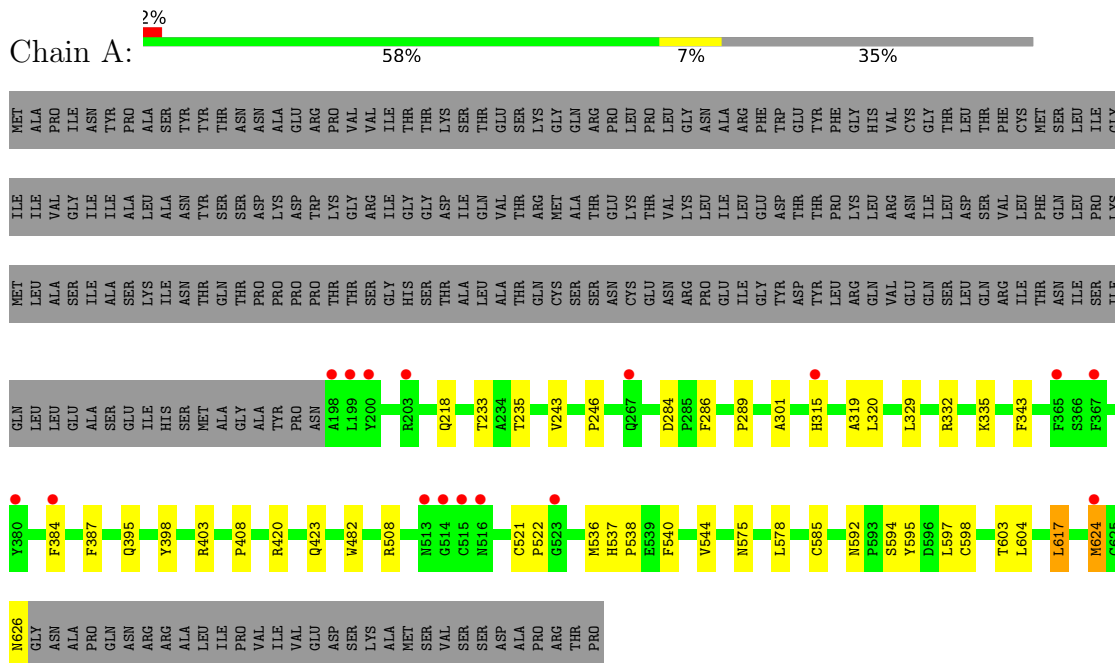 2%
Chain A:
58% 7% 35%
MET ALA PRO ILE ASN TYR PRO ALA SER TYR TYR THR ASN ASN ALA GLU ARG PRO VAL VAL ILE THR THR LYS SER THR GLU SER LYS GLY GLN ARG PRO LEU PRO LEU GLY ASN ALA ARG PHE TRP GLU TYR PHE GLY HIS VAL CYS GLY THR LEU THR PHE CYS MET SER LEU ILE GLY
ILE ILE VAL GLY ILE ILE ALA LEU ALA ASN TYR SER SER ASP LYS ASP TRP LYS GLY ARG ILE GLY GLY ASP ILE GLN VAL THR ARG MET ALA THR GLU LYS THR VAL LYS LEU ILE LEU GLU ASP THR THR PRO LYS LEU ARG ASN ILE LEU ASP SER VAL LEU PHE GLN LEU PRO LYS
MET LEU ALA SER ILE ALA SER LYS ILE ASN THR GLN THR PRO PRO PRO PRO THR THR SER GLY HIS SER THR ALA LEU ALA THR GLN CYS SER SER ASN CYS GLU ASN ARG PRO GLU ILE GLY TYR ASP TYR LEU ARG GLN VAL GLU GLN SER LEU GLN ARG ILE THR ASN ILE SER ILE
GLN LEU LEU GLU ALA SER GLU ILE HIS SER MET ALA GLY ALA TYR PRO ASN A198 L199 Y200 R203 Q218 T233 A234 T235 V243 P246 Q267 D284 P285 F286 P289 A301 H315 A319 L320 L329 R332 K335 F343 F365 S366 F367
Y380 F384 F387 Q395 Y398 R403 P408 R420 Q423 W482 R508 N513 G514 C515 N516 C521 P522 G523 M536 H537 P538 E539 F540 V544 N575 L578 C585 N592 P593 S594 Y595 D596 L597 C598 T603 L604 L617 M624 G625
N626 GLY ASN ALA PRO GLN ASN ARG ARG ALA LEU ILE PRO VAL ILE VAL GLU ASP SER LYS ALA MET SER VAL SER SER ASP ALA PRO ARG THR PRO